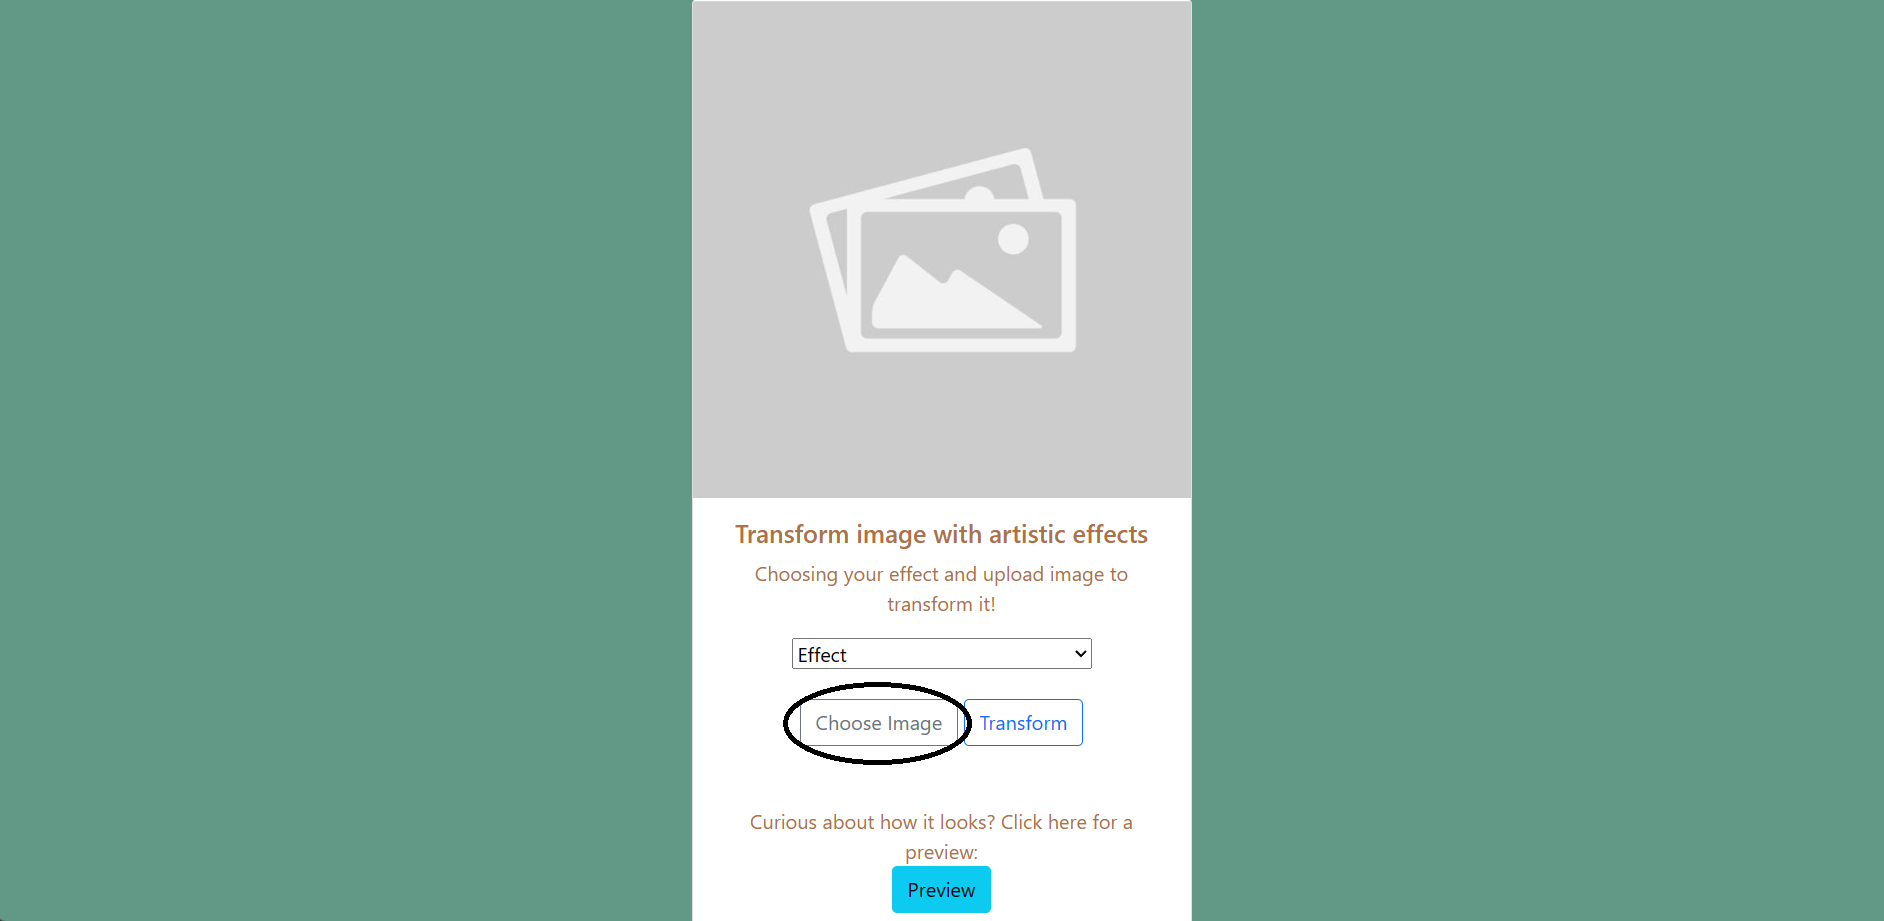 Transform image with artistic effects
Choosing your effect and upload image to
transform it!
Effect
Choose Image Transform
Curious about how it looks? Click here for a
preview:
Preview